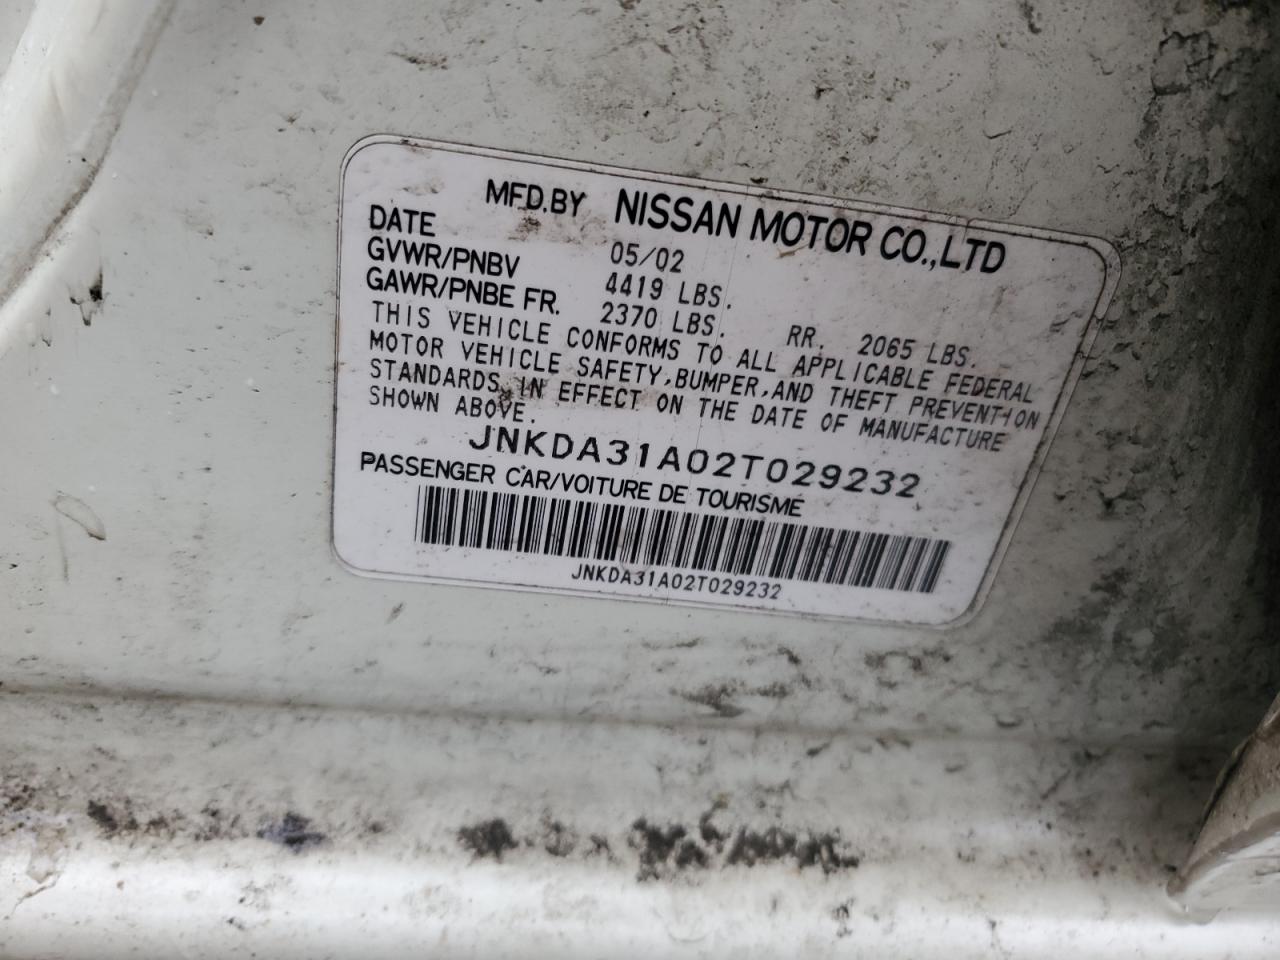 MFD.BY NISSAN MOTOR CO.,LTD
DATE 05/02
GVWR/PNBV 4419 LBS.
GAWR/PNBE FR. 2370 LBS. RR. 2065 LBS.
THIS VEHICLE CONFORMS TO ALL APPLICABLE FEDERAL
MOTOR VEHICLE SAFETY,BUMPER,AND THEFT PREVENTION
STANDARDS IN EFFECT ON THE DATE OF MANUFACTURE
SHOWN ABOVE.
JNKDA31A02T029232
PASSENGER CAR/VOITURE DE TOURISME
JNKDA31A02T029232